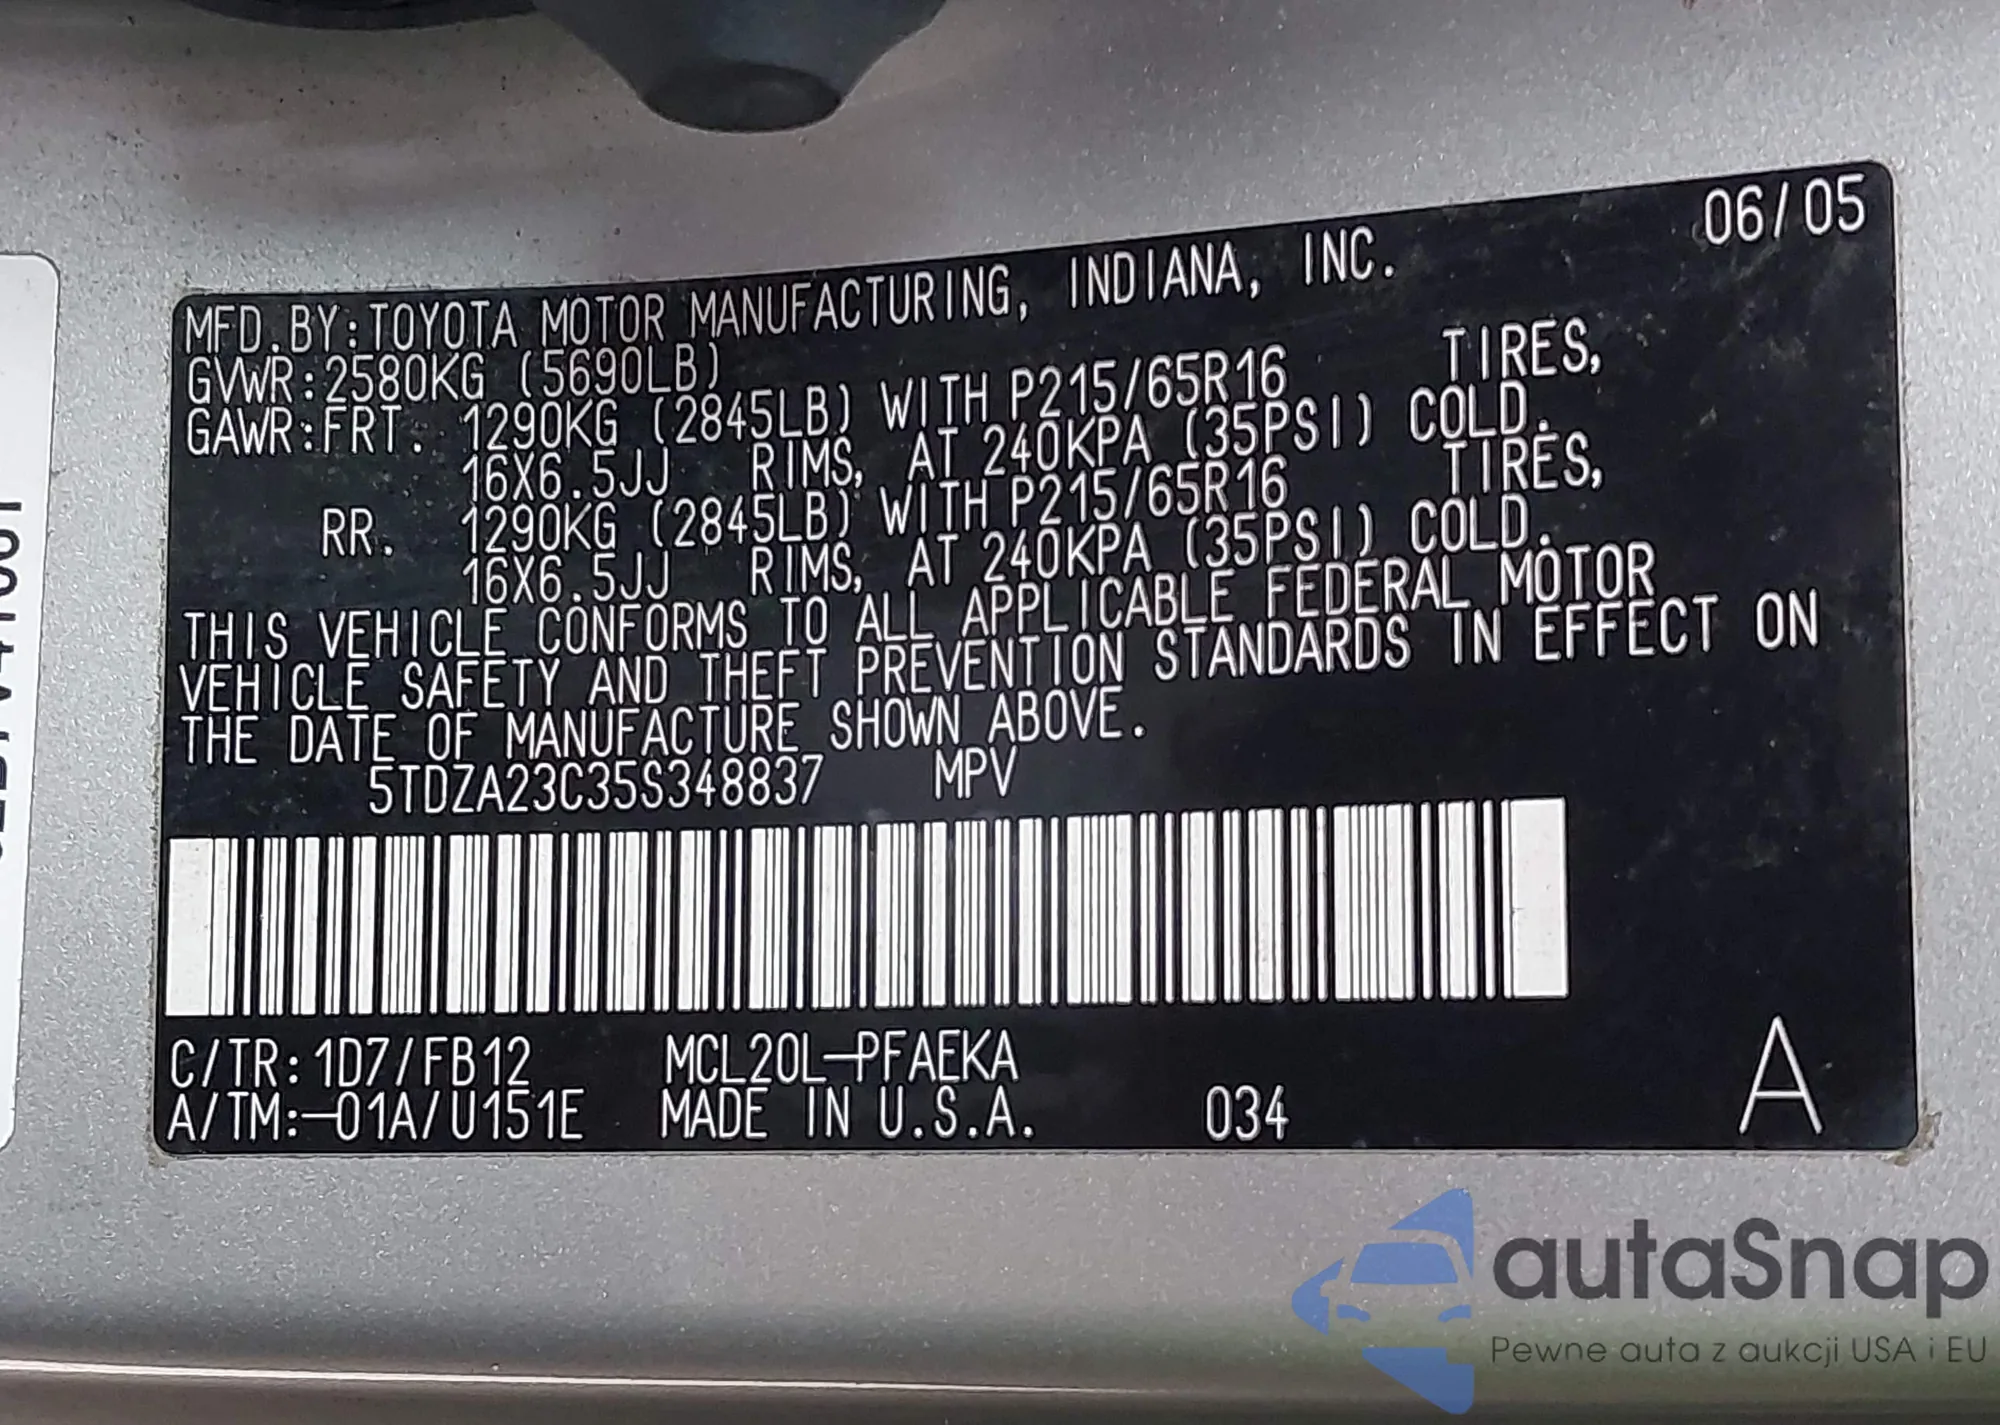 06/05
MFD.BY:TOYOTA MOTOR MANUFACTURING, INDIANA, INC.
GVWR:2580KG (5690LB)
GAWR:FRT. 1290KG (2845LB) WITH P215/65R16 TIRES,
16X6.5JJ RIMS, AT 240KPA (35PSI) COLD.
RR. 1290KG (2845LB) WITH P215/65R16 TIRES,
16X6.5JJ RIMS, AT 240KPA (35PSI) COLD.
THIS VEHICLE CONFORMS TO ALL APPLICABLE FEDERAL MOTOR
VEHICLE SAFETY AND THEFT PREVENTION STANDARDS IN EFFECT ON
THE DATE OF MANUFACTURE SHOWN ABOVE.
5TDZA23C35S348837 MPV
C/TR:1D7/FB12 MCL20L-PFAEKA
A/TM:-01A/U151E MADE IN U.S.A. 034 A
autaSnap
Pewne auta z aukcji USA i EU